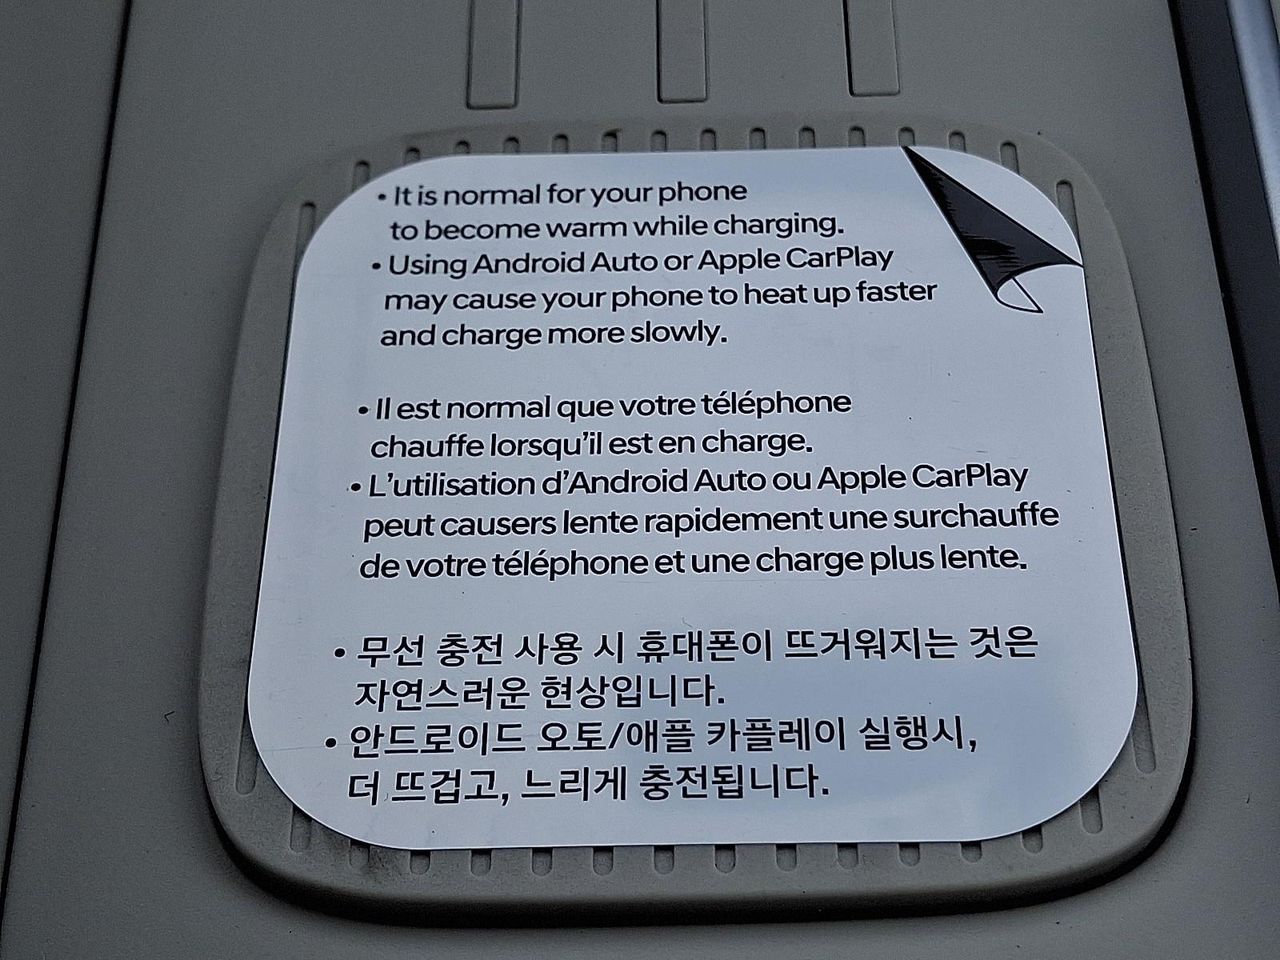 • It is normal for your phone
to become warm while charging.
• Using Android Auto or Apple CarPlay
may cause your phone to heat up faster
and charge more slowly.
• Il est normal que votre téléphone
chauffe lorsqu'il est en charge.
• L'utilisation d'Android Auto ou Apple CarPlay
peut causers lente rapidement une surchauffe
de votre téléphone et une charge plus lente.
• 무선 충전 사용 시 휴대폰이 뜨거워지는 것은
자연스러운 현상입니다.
• 안드로이드 오토/애플 카플레이 실행시,
더 뜨겁고, 느리게 충전됩니다.